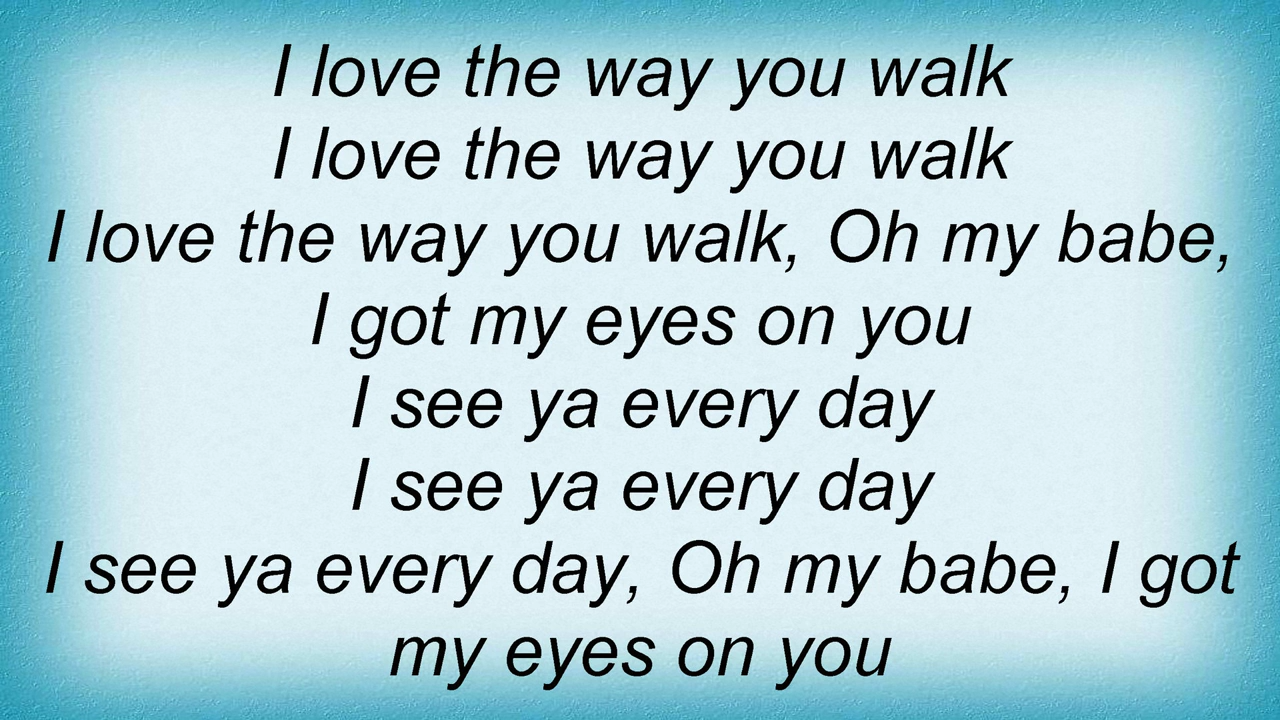 I love the way you walk
I love the way you walk
I love the way you walk, Oh my babe,
I got my eyes on you
I see ya every day
I see ya every day
I see ya every day, Oh my babe, I got
my eyes on you